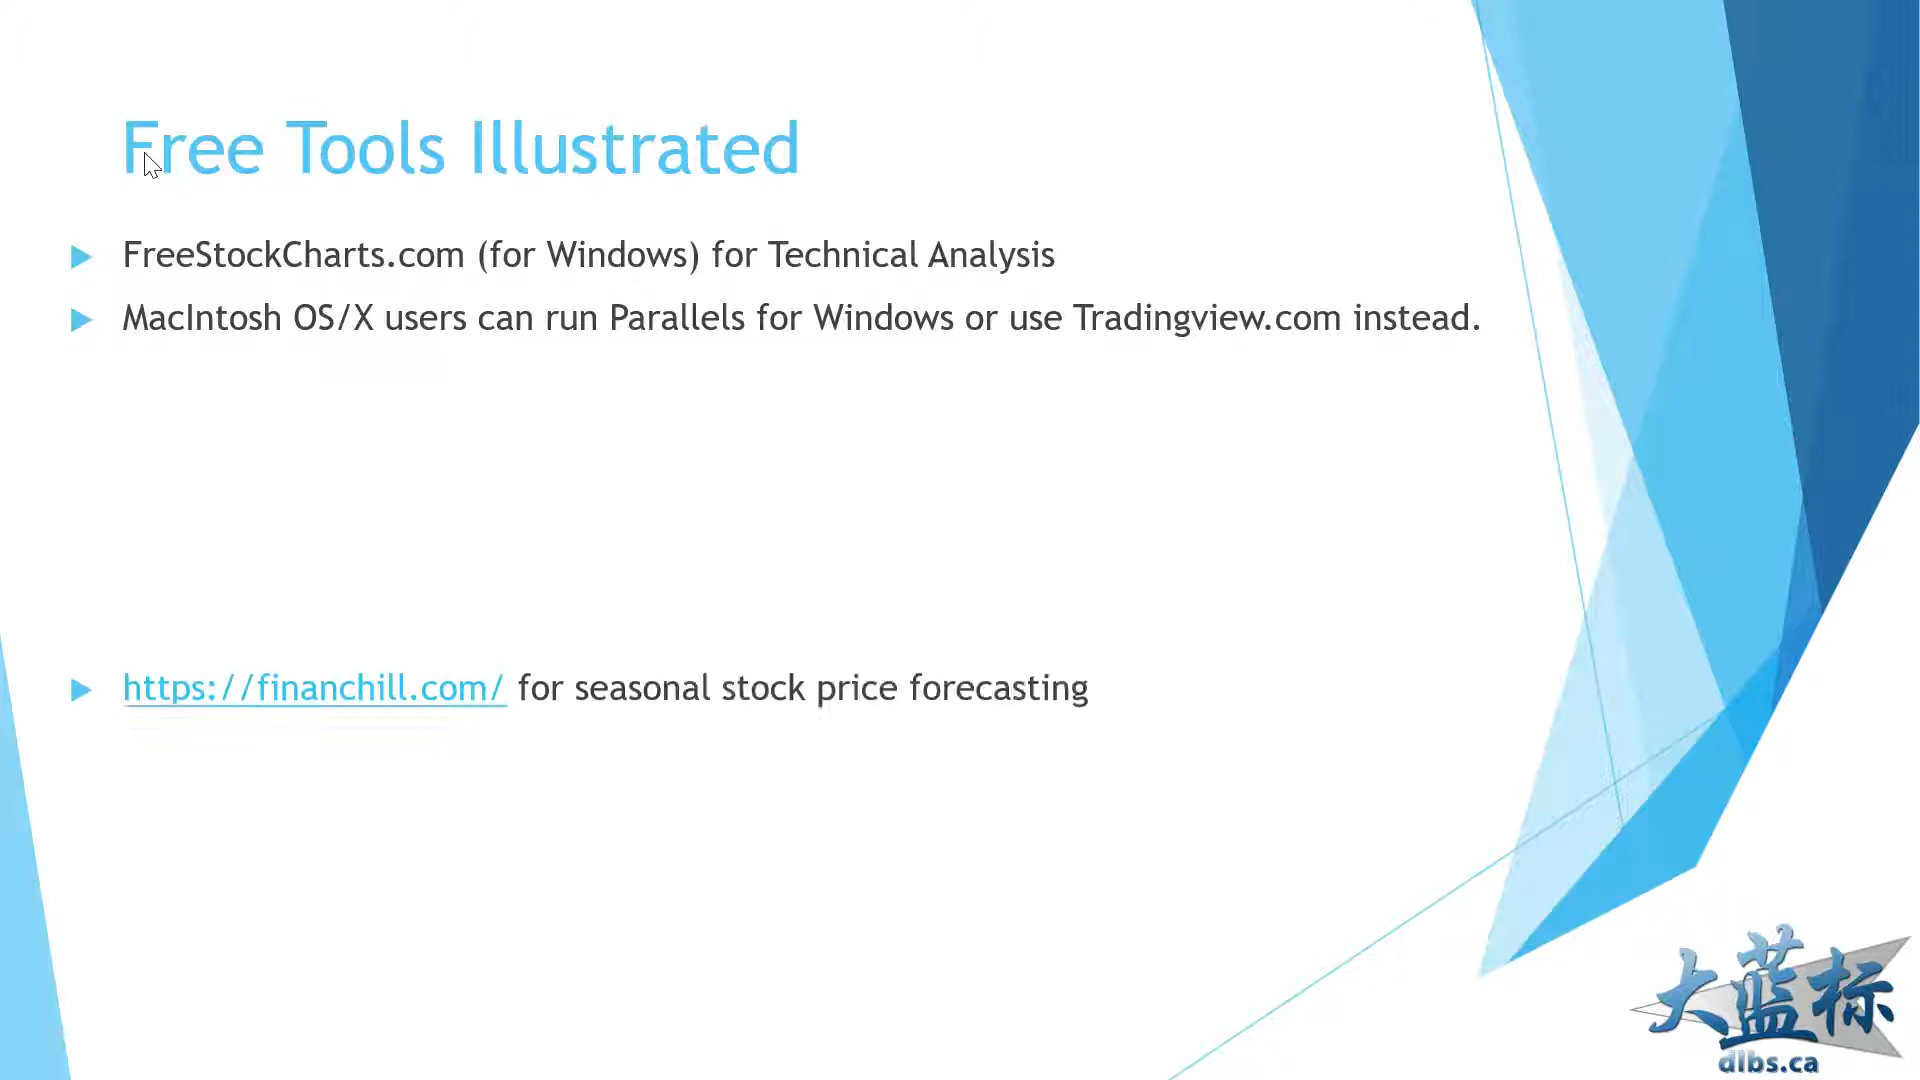 Free Tools Illustrated
FreeStockCharts.com (for Windows) for Technical Analysis
MacIntosh OS/X users can run Parallels for Windows or use Tradingview.com instead.
https://financhill.com/ for seasonal stock price forecasting
大蓝标
dlbs.ca